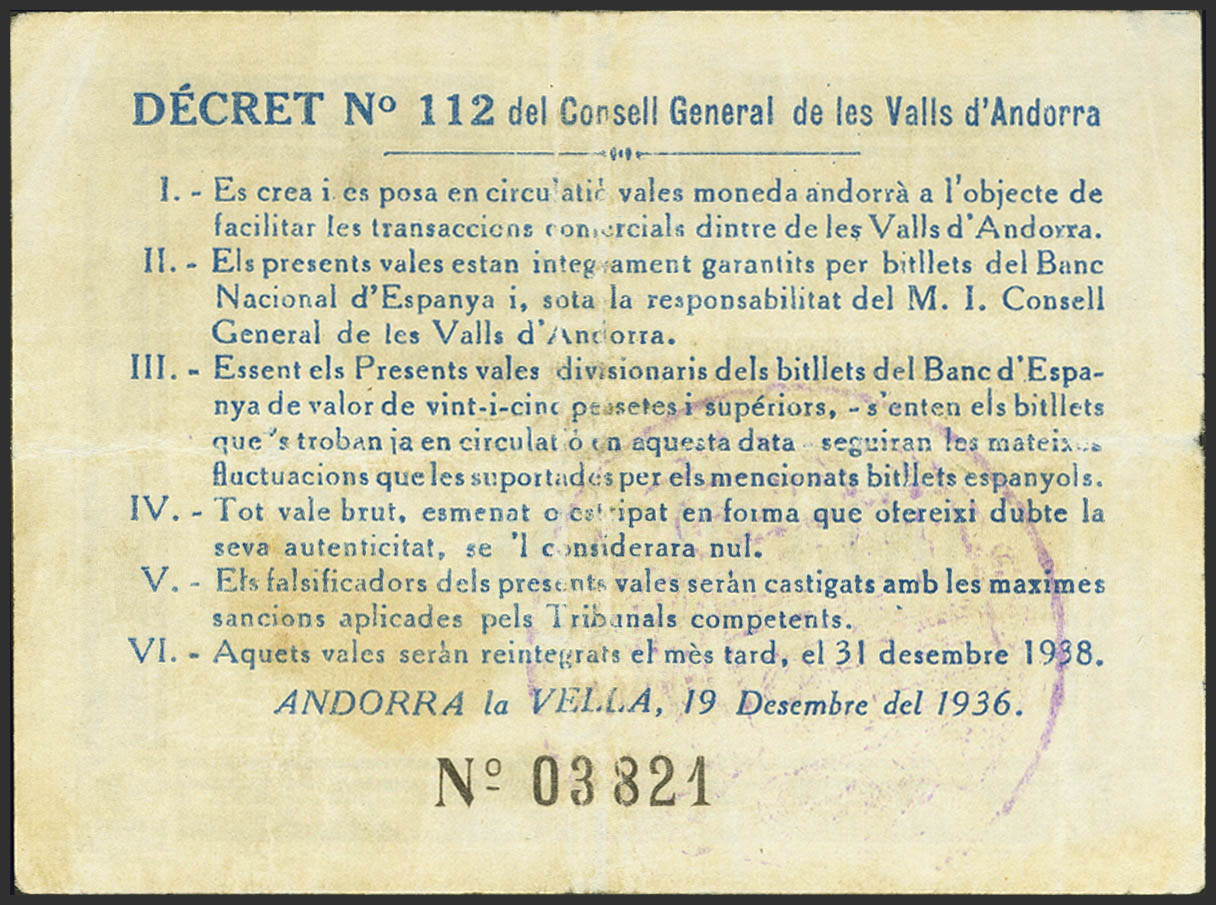 DÉCRET Nº 112 del Consell General de les Valls d'Andorra
I. - Es crea i es posa en circulatiò vales moneda andorrà a l'objecte de
facilitar les transaccions comercials dintre de les Valls d'Andorra.
II. - Els presents vales estan integrament garantits per bitllets del Banc
Nacional d'Espanya i, sota la responsabilitat del M. I. Consell
General de les Valls d'Andorra.
III. - Essent els Presents vales divisionaris dels bitllets del Banc d'Espa-
nya de valor de vint-i-cinc pessetes i supériors, - s'enten els bitllets
que 's troban ja en circulatiò en aquesta data - seguiran les mateixes
fluctuacions que les suportades per els mencionats bitllets espanyols.
IV. - Tot vale brut, esmenat o estripat en forma que ofereixi dubte la
seva autenticitat, se 'l considerara nul.
V. - Els falsificadors dels presents vales seràn castigats amb les maximes
sancions aplicades pels Tribunals competents.
VI. - Aquets vales seràn reintegrats el mès tard, el 31 desembre 1938.
ANDORRA la VELLA, 19 Desembre del 1936.
Nº 03821